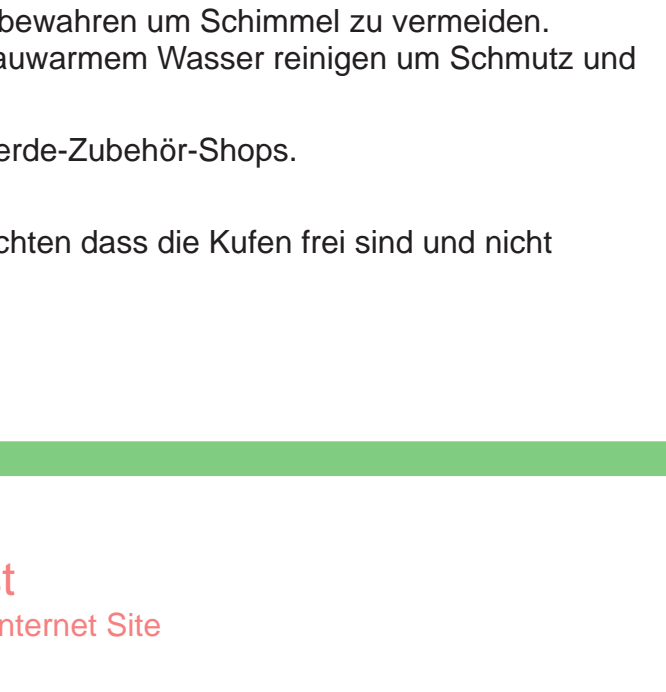 bewahren um Schimmel zu vermeiden.
auwarmem Wasser reinigen um Schmutz und
erde-Zubehör-Shops.
chten dass die Kufen frei sind und nicht
t
nternet Site